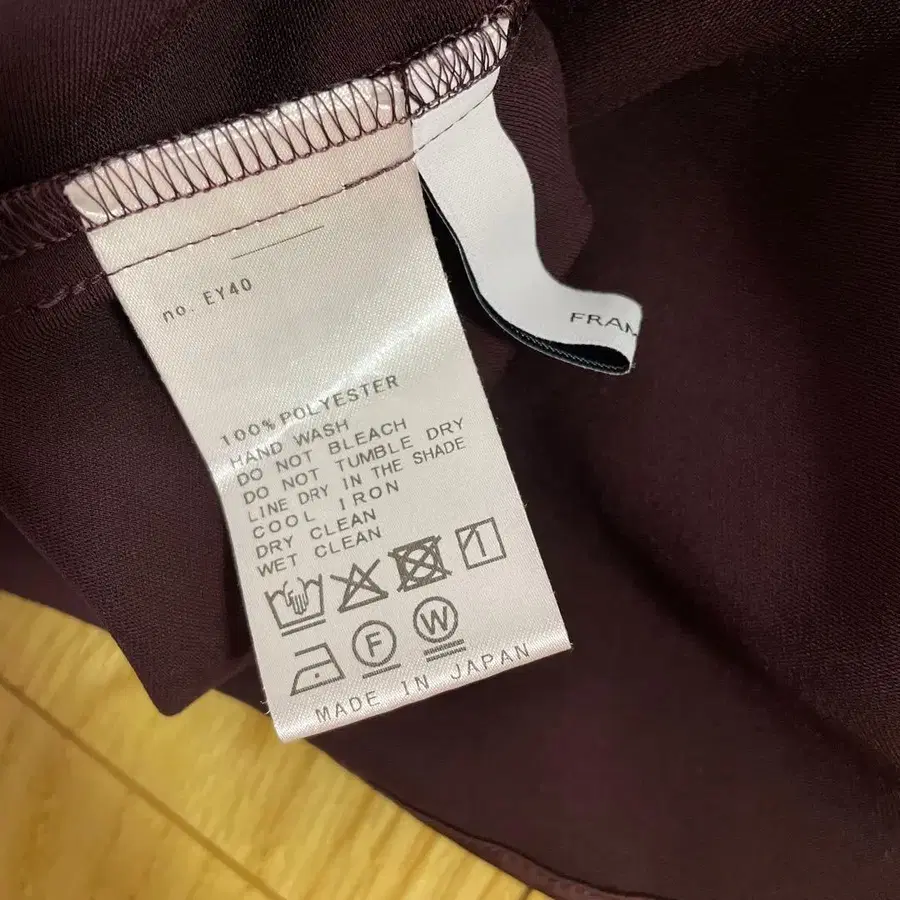 no. EY40
FRAM
100% POLYESTER
HAND WASH
DO NOT BLEACH
DO NOT TUMBLE DRY
LINE DRY IN THE SHADE
COOL IRON
DRY CLEAN
WET CLEAN
F
W
MADE IN JAPAN